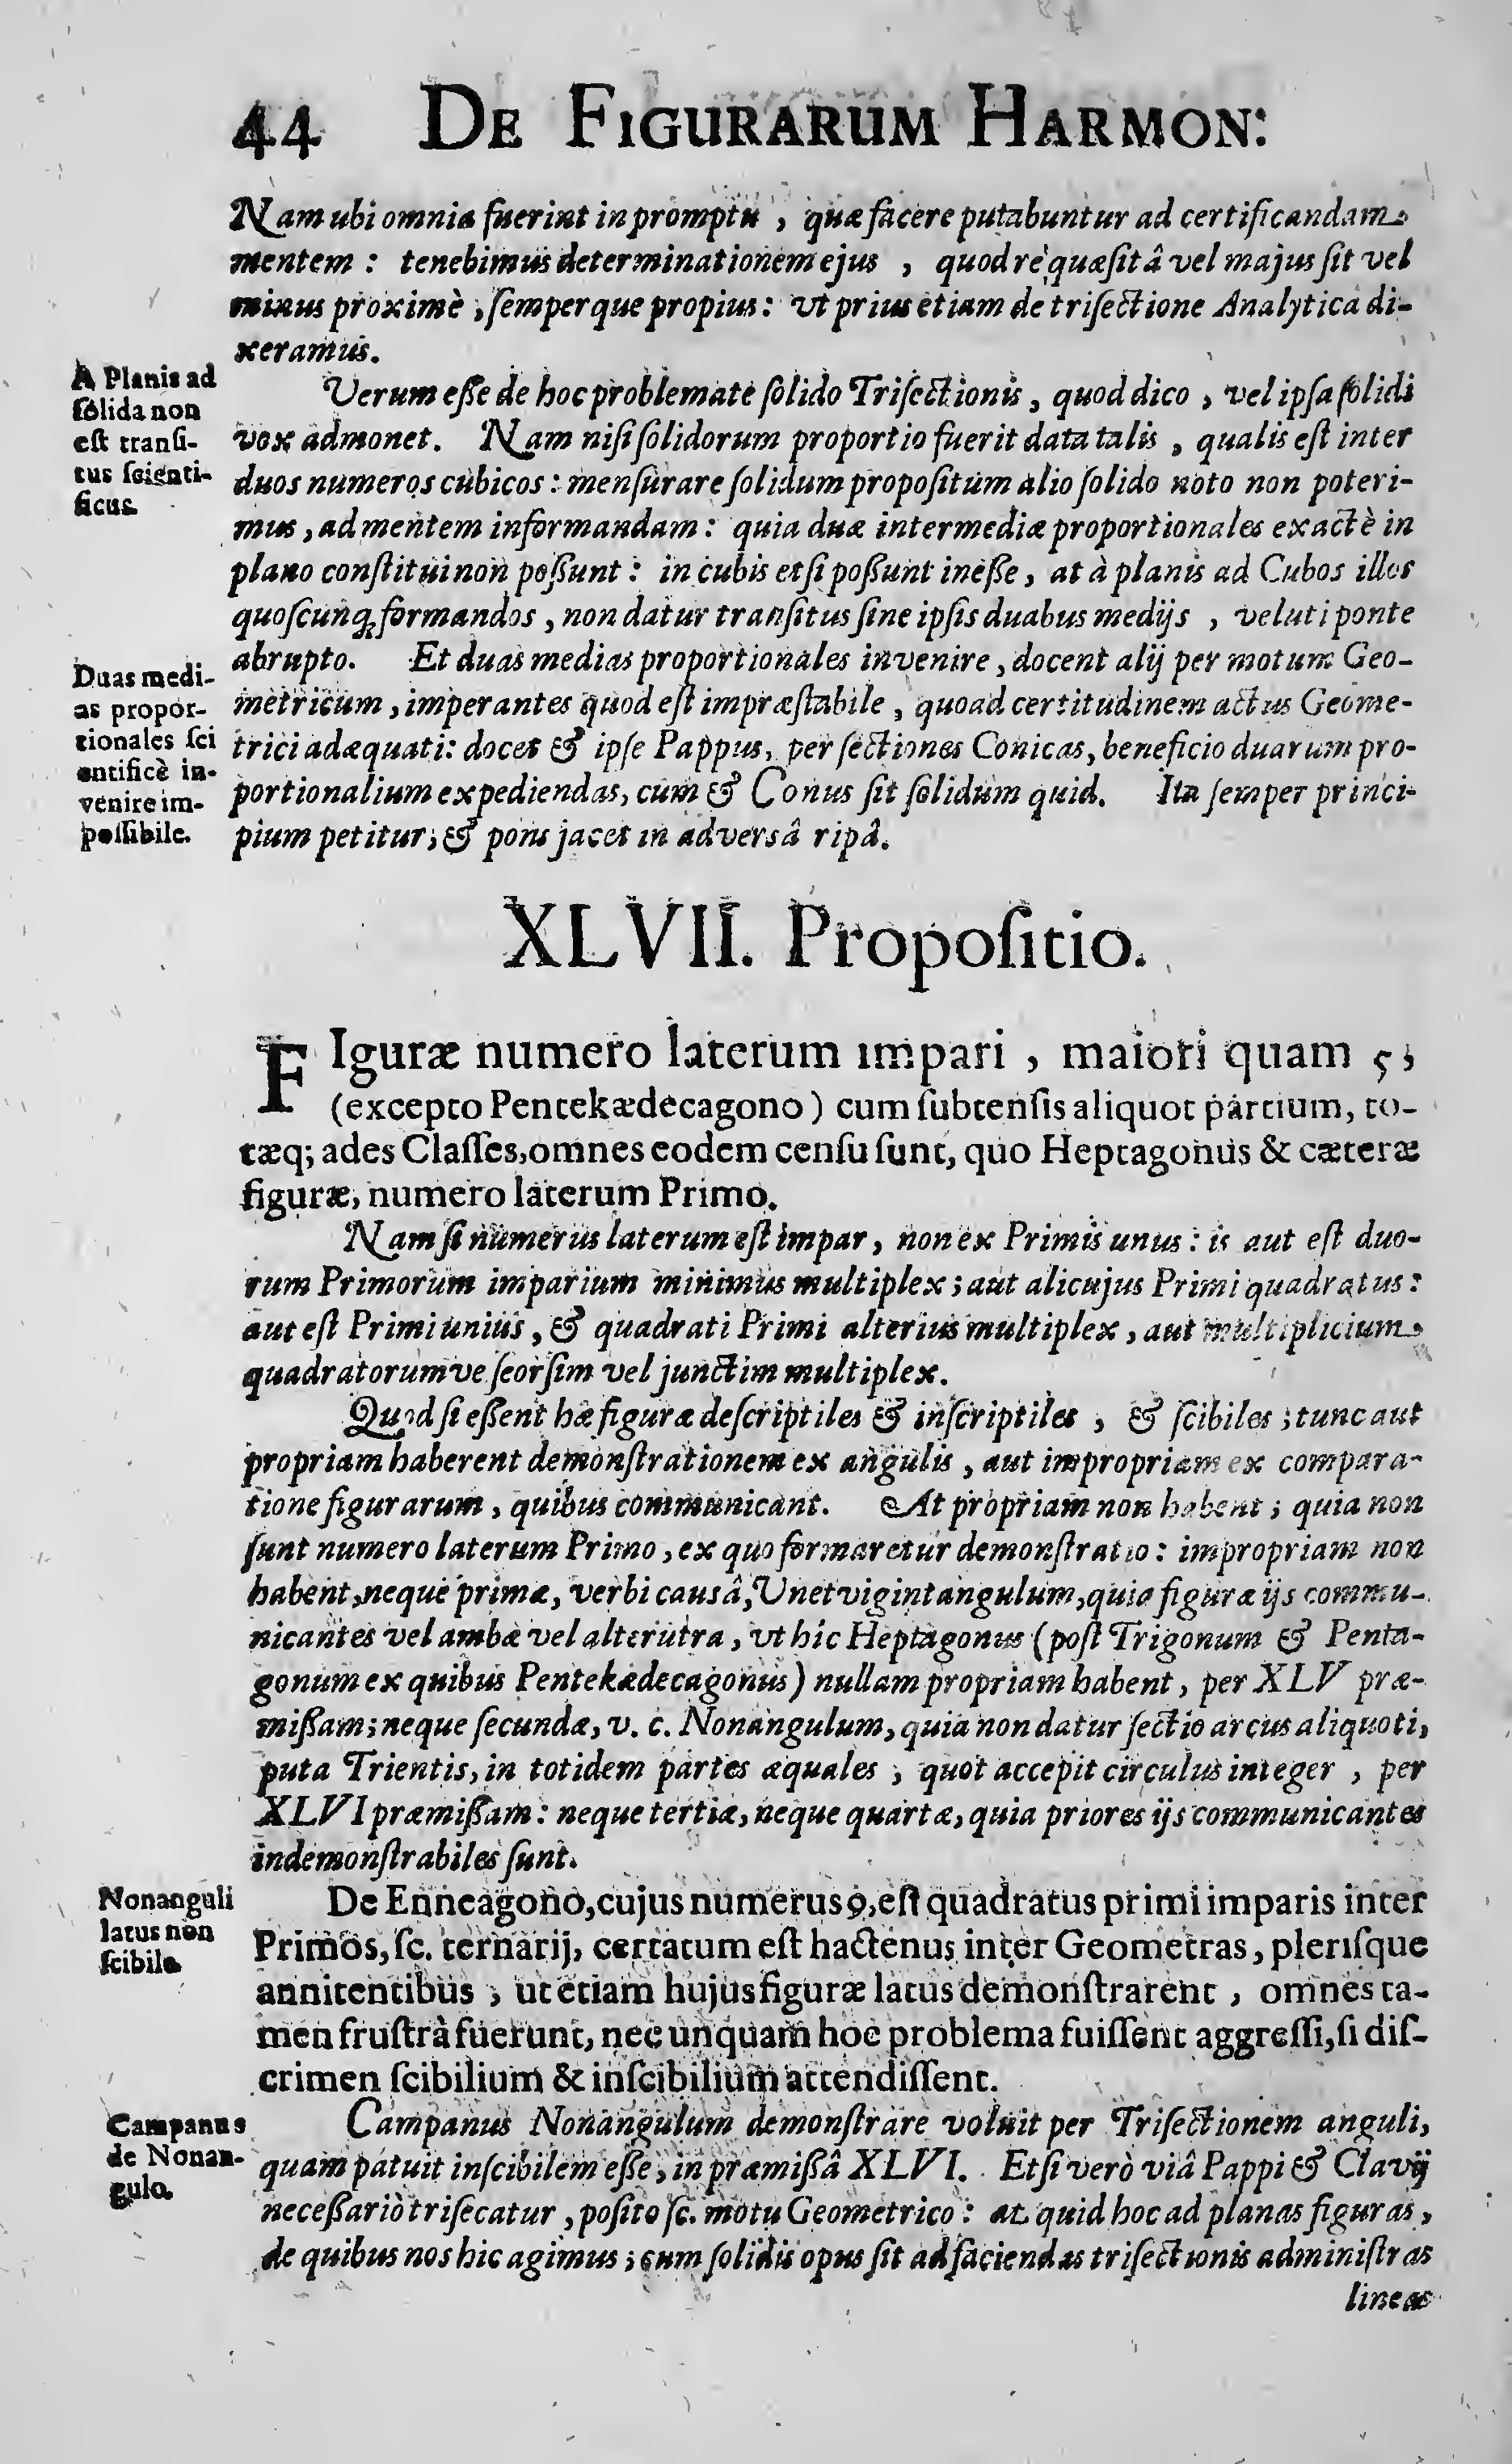 44 DE FIGURARUM HARMON:
Nam ubi omnia fuerint in promptu , quæ facere putabuntur ad certificandam
mentem : tenebimus determinationem ejus , quod rè quæſitâ vel majus ſit vel
minus proximè , ſemperque propius : ut prius etiam de triſectione Analytica di-
xeramus.
A Planis ad
ſolida non
eſt tranſi-
tus ſcienti-
ficus.
Verum eſſe de hoc problemate ſolido Triſectionis , quod dico , vel ipſa ſolidi
vox admonet. Nam niſi ſolidorum proportio fuerit data talis , qualis eſt inter
duos numeros cubicos : menſurare ſolidum propoſitum alio ſolido noto non poteri-
mus , ad mentem informandam : quia duæ intermediæ proportionales exactè in
plano conſtitui non poſſunt : in cubis etſi poſſunt ineſſe , at à planis ad Cubos illos
quoſcunq; formandos , non datur tranſitus ſine ipſis duabus medijs , veluti ponte
abrupto. Et duas medias proportionales invenire , docent alij per motum Geo-
metricum , imperantes quod eſt impræſtabile , quoad certitudinem actus Geome-
trici adæquati : docet & ipſe Pappus, per ſectiones Conicas, beneficio duarum pro-
portionalium expediendas, cum & Conus ſit ſolidum quid. Ita ſemper princi-
pium petitur; & pons jacet in adversâ ripâ.
Duas medi-
as propor-
tionales ſci
entificè in-
venire im-
poſſibile.
XLVII. Propoſitio.
FIguræ numero laterum impari , maiori quam 5,
(excepto Pentekædecagono) cum ſubtenſis aliquot partium, to-
tæq; ades Claſſes, omnes eodem cenſu ſunt, quo Heptagonus & cæteræ
figuræ, numero laterum Primo.
Nam ſi numerus laterum eſt impar , non ex Primis unus : is aut eſt duo-
rum Primorum imparium minimus multiplex ; aut alicujus Primi quadratus :
aut eſt Primi unius , & quadrati Primi alterius multiplex , aut multiplicium
quadratorumve ſeorſim vel junctim multiplex.
Quod ſi eſſent hæ figuræ deſcriptiles & inſcriptiles , & ſcibiles ; tunc aut
propriam haberent demonſtrationem ex angulis , aut impropriam ex compara-
tione figurarum , quibus communicant. At propriam non habent ; quia non
ſunt numero laterum Primo , ex quo formaretur demonſtratio : impropriam non
habent, neque primæ, verbi causâ, Unetvigintangulum, quia figuræ ijs commu-
nicantes vel ambæ vel alterutra , ut hic Heptagonus (poſt Trigonum & Penta-
gonum ex quibus Pentekædecagonus) nullam propriam habent , per XLV præ-
miſſam ; neque ſecundæ, v. c. Nonangulum, quia non datur ſectio arcus aliquoti,
puta Trientis, in totidem partes æquales , quot accepit circulus integer , per
XLVI præmiſſam : neque tertiæ, neque quartæ, quia priores ijs communicantes
indemonſtrabiles ſunt.
Nonanguli
latus non
ſcibile
De Enneagono, cujus numerus 9, eſt quadratus primi imparis inter
Primos, ſc. ternarij, certatum eſt hactenus inter Geometras, pleriſque
annitentibus , ut etiam hujus figuræ latus demonſtrarent , omnes ta-
men fruſtrà fuerunt, nec unquam hoc problema fuiſſent aggreſſi, ſi diſ-
crimen ſcibilium & inſcibilium attendiſſent.
Campanus
de Nonan-
gulo.
Campanus Nonangulum demonſtrare voluit per Triſectionem anguli,
quam patuit inſcibilem eſſe , in præmiſſâ XLVI. Etſi verò viâ Pappi & Clavij
neceſſariò triſecatur , poſito ſc. motu Geometrico : at quid hoc ad planas figuras ,
de quibus nos hic agimus ; cum ſolidis opus ſit ad faciendas triſectionis adminiſtras
lineas